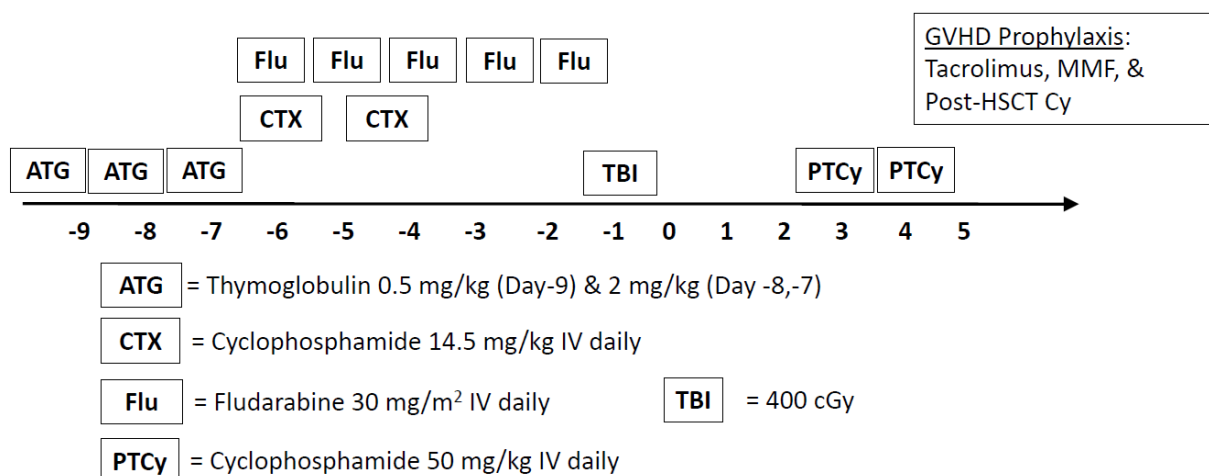 Flu Flu Flu Flu Flu
GVHD Prophylaxis:
Tacrolimus, MMF, &
Post-HSCT Cy
CTX CTX
ATG ATG ATG TBI PTCy PTCy
-9 -8 -7 -6 -5 -4 -3 -2 -1 0 1 2 3 4 5
ATG = Thymoglobulin 0.5 mg/kg (Day-9) & 2 mg/kg (Day -8,-7)
CTX = Cyclophosphamide 14.5 mg/kg IV daily
Flu = Fludarabine 30 mg/m² IV daily
TBI = 400 cGy
PTCy = Cyclophosphamide 50 mg/kg IV daily